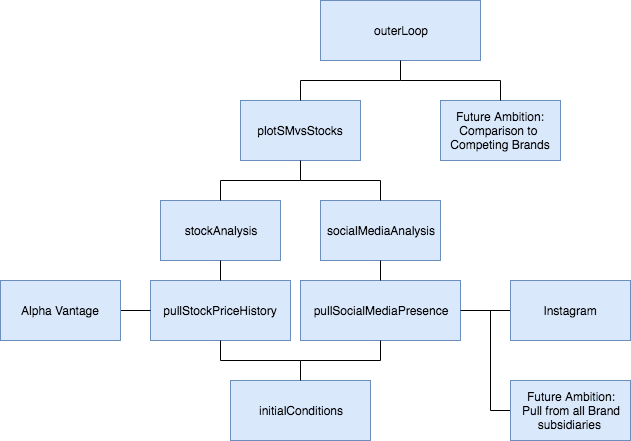 outerLoop
plotSMvsStocks
Future Ambition:
Comparison to
Competing Brands
stockAnalysis
socialMediaAnalysis
Alpha Vantage
pullStockPriceHistory
pullSocialMediaPresence
Instagram
initialConditions
Future Ambition:
Pull from all Brand
subsidiaries